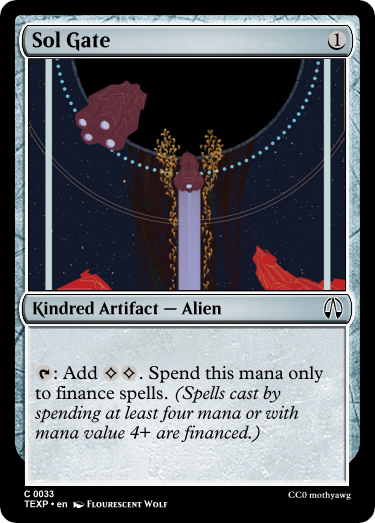 Sol Gate 1
Kindred Artifact — Alien
: Add . Spend this mana only
to finance spells. (Spells cast by
spending at least four mana or with
mana value 4+ are financed.)
C 0033
TEXP • en Flourescent Wolf
CC0 mothyawg